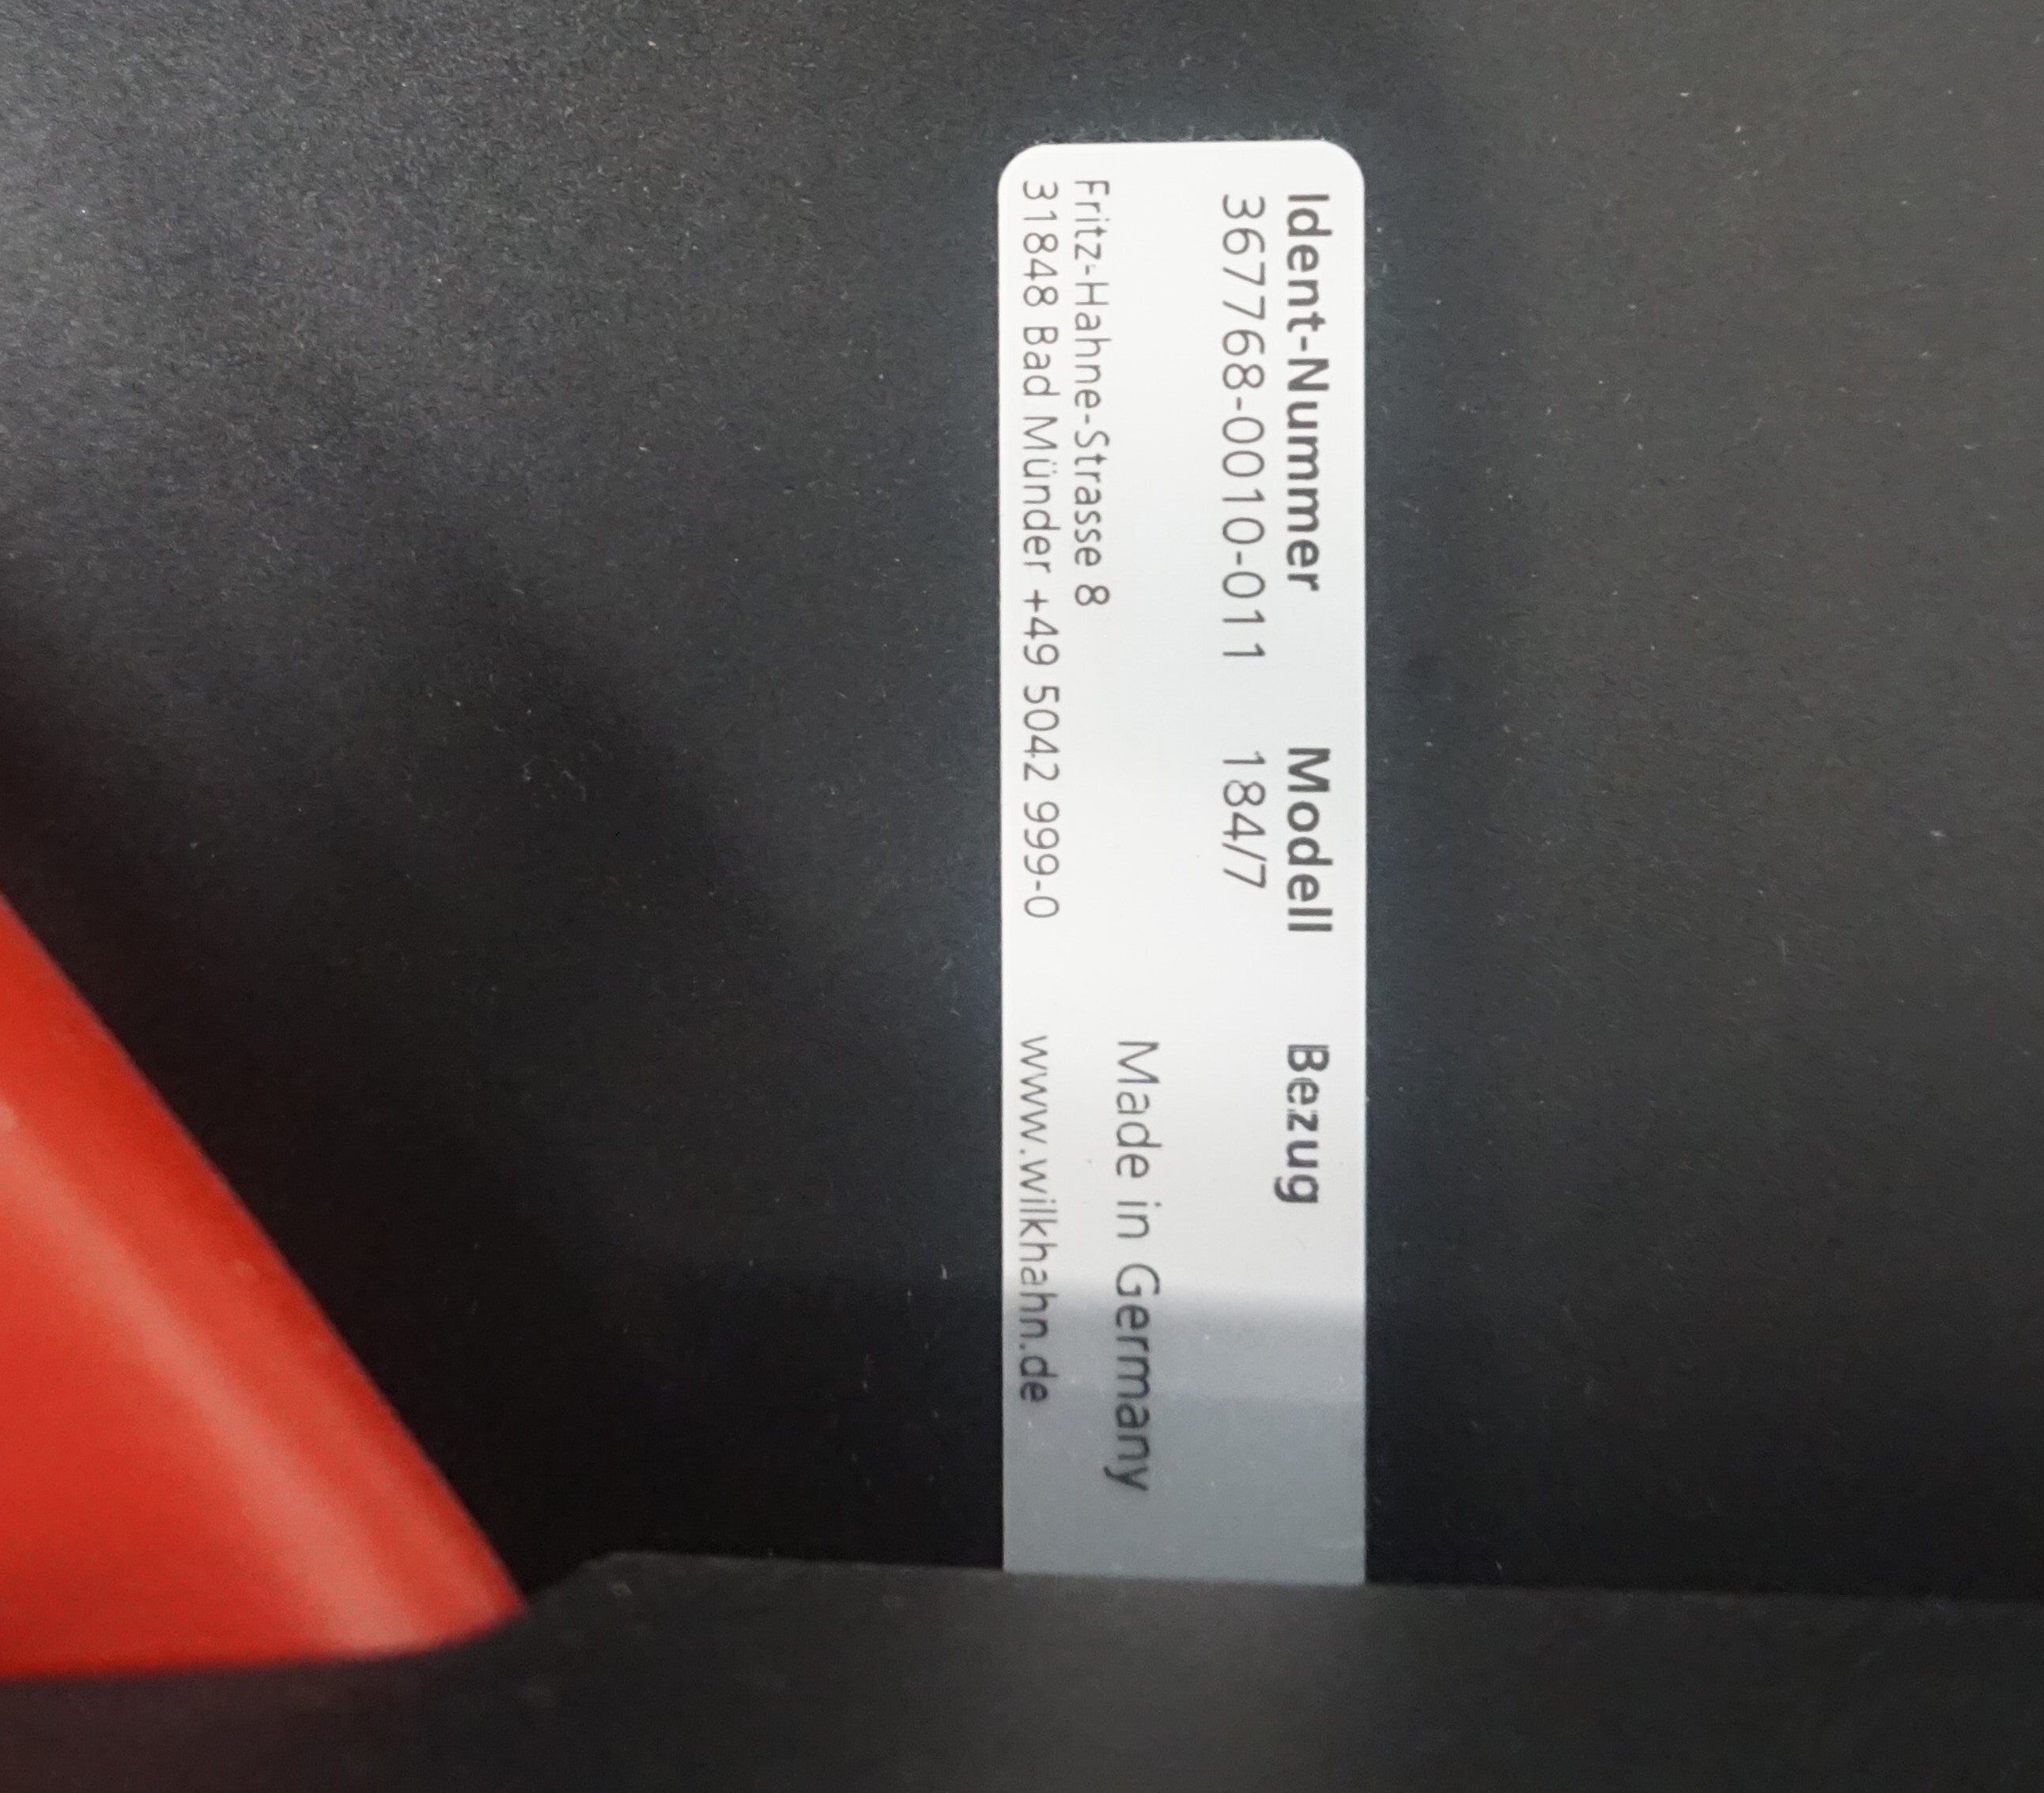 Ident-Nummer Modell Bezug
367768-0010-011 184/7
Made in Germany
Fritz-Hahne-Strasse 8
31848 Bad Münder +49 5042 999-0 www.wilkhahn.de